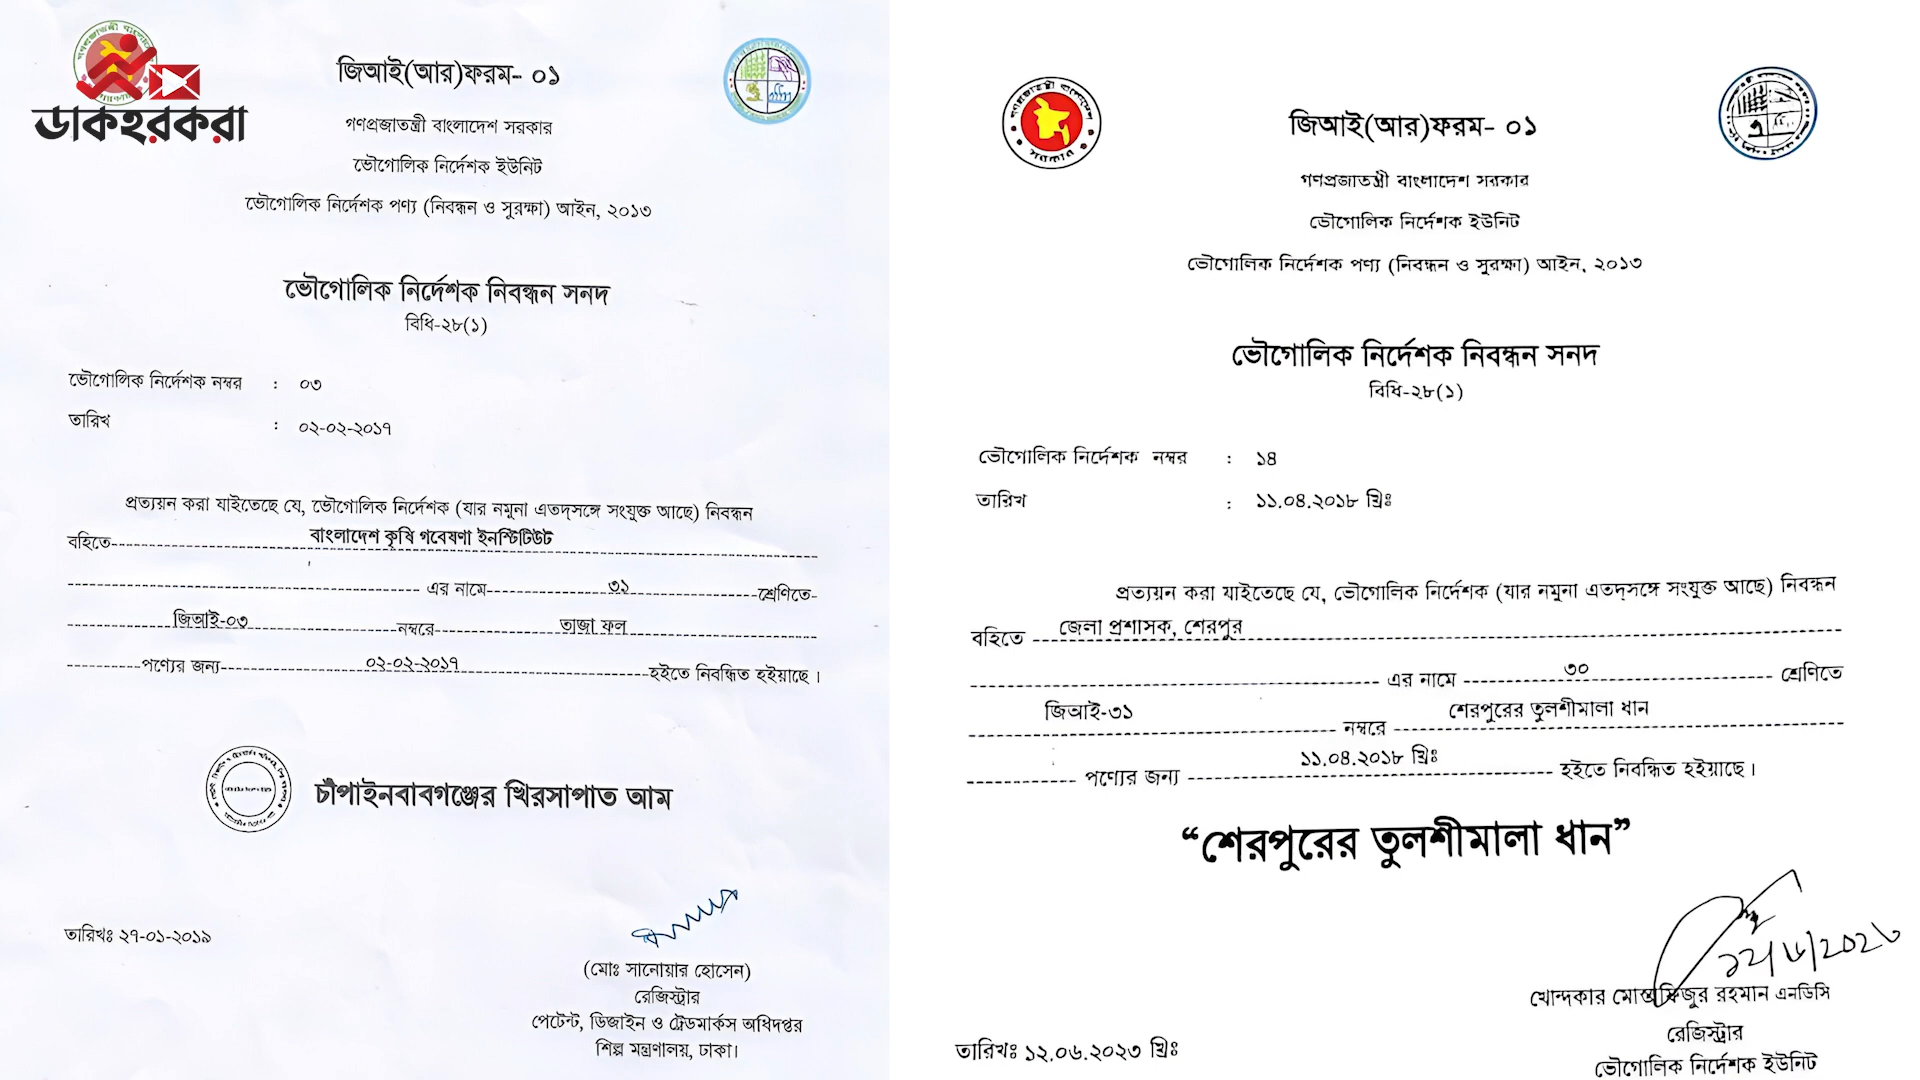 ডাকহরকরা
জিআই(আর)ফরম- ০১
গণপ্রজাতন্ত্রী বাংলাদেশ সরকার
ভৌগোলিক নির্দেশক ইউনিট
ভৌগোলিক নির্দেশক পণ্য (নিবন্ধন ও সুরক্ষা) আইন, ২০১৩
ভৌগোলিক নির্দেশক নিবন্ধন সনদ
বিধি-২৮(১)
ভৌগোলিক নির্দেশক নম্বর : ০৩
তারিখ : ০২-০২-২০১৭
প্রত্যয়ন করা যাইতেছে যে, ভৌগোলিক নির্দেশক (যার নমুনা এতদ্‌সঙ্গে সংযুক্ত আছে) নিবন্ধন
বহিতে বাংলাদেশ কৃষি গবেষণা ইনস্টিটিউট
এর নামে ৩১ শ্রেণিতে-
জিআই-০৩ নম্বরে তাজা ফল
পণ্যের জন্য ০২-০২-২০১৭ হইতে নিবন্ধিত হইয়াছে।
চাঁপাইনবাবগঞ্জের খিরসাপাত আম
তারিখঃ ২৭-০১-২০১৯
(মোঃ সানোয়ার হোসেন)
রেজিস্ট্রার
পেটেন্ট, ডিজাইন ও ট্রেডমার্কস অধিদপ্তর
শিল্প মন্ত্রণালয়, ঢাকা।
জিআই(আর)ফরম- ০১
গণপ্রজাতন্ত্রী বাংলাদেশ সরকার
ভৌগোলিক নির্দেশক ইউনিট
ভৌগোলিক নির্দেশক পণ্য (নিবন্ধন ও সুরক্ষা) আইন, ২০১৩
ভৌগোলিক নির্দেশক নিবন্ধন সনদ
বিধি-২৮(১)
ভৌগোলিক নির্দেশক নম্বর : ১৪
তারিখ : ১১.০৪.২০১৮ খ্রিঃ
প্রত্যয়ন করা যাইতেছে যে, ভৌগোলিক নির্দেশক (যার নমুনা এতদ্‌সঙ্গে সংযুক্ত আছে) নিবন্ধন
বহিতে জেলা প্রশাসক, শেরপুর
এর নামে ৩০ শ্রেণিতে
জিআই-৩১ নম্বরে শেরপুরের তুলশীমালা ধান
পণ্যের জন্য ১১.০৪.২০১৮ খ্রিঃ হইতে নিবন্ধিত হইয়াছে।
“শেরপুরের তুলশীমালা ধান”
খোন্দকার মোস্তাফিজুর রহমান এনডিসি
রেজিস্ট্রার
ভৌগোলিক নির্দেশক ইউনিট
তারিখঃ ১২.০৬.২০২৩ খ্রিঃ